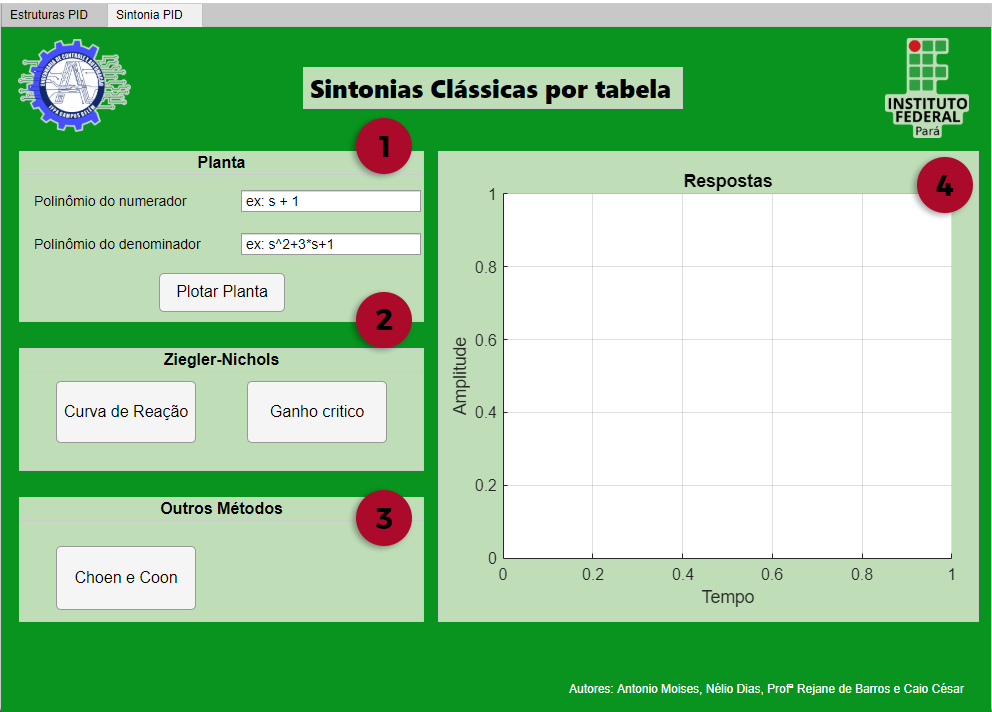 Estruturas PID
Sintonia PID
Sintonias Clássicas por tabela
INSTITUTO
FEDERAL
Pará
1
Planta
Polinômio do numerador
ex: s + 1
Polinômio do denominador
ex: s^2+3*s+1
Plotar Planta
2
Ziegler-Nichols
Curva de Reação
Ganho critico
3
Outros Métodos
Choen e Coon
4
Respostas
1
0.8
0.6
0.4
0.2
0
Amplitude
0
0.2
0.4
0.6
0.8
1
Tempo
Autores: Antonio Moises, Nélio Dias, Profª Rejane de Barros e Caio César